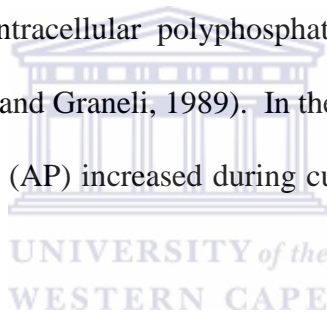 ntracellular polyphosphat
and Graneli, 1989). In the
(AP) increased during cu
UNIVERSITY of the
WESTERN CAPE